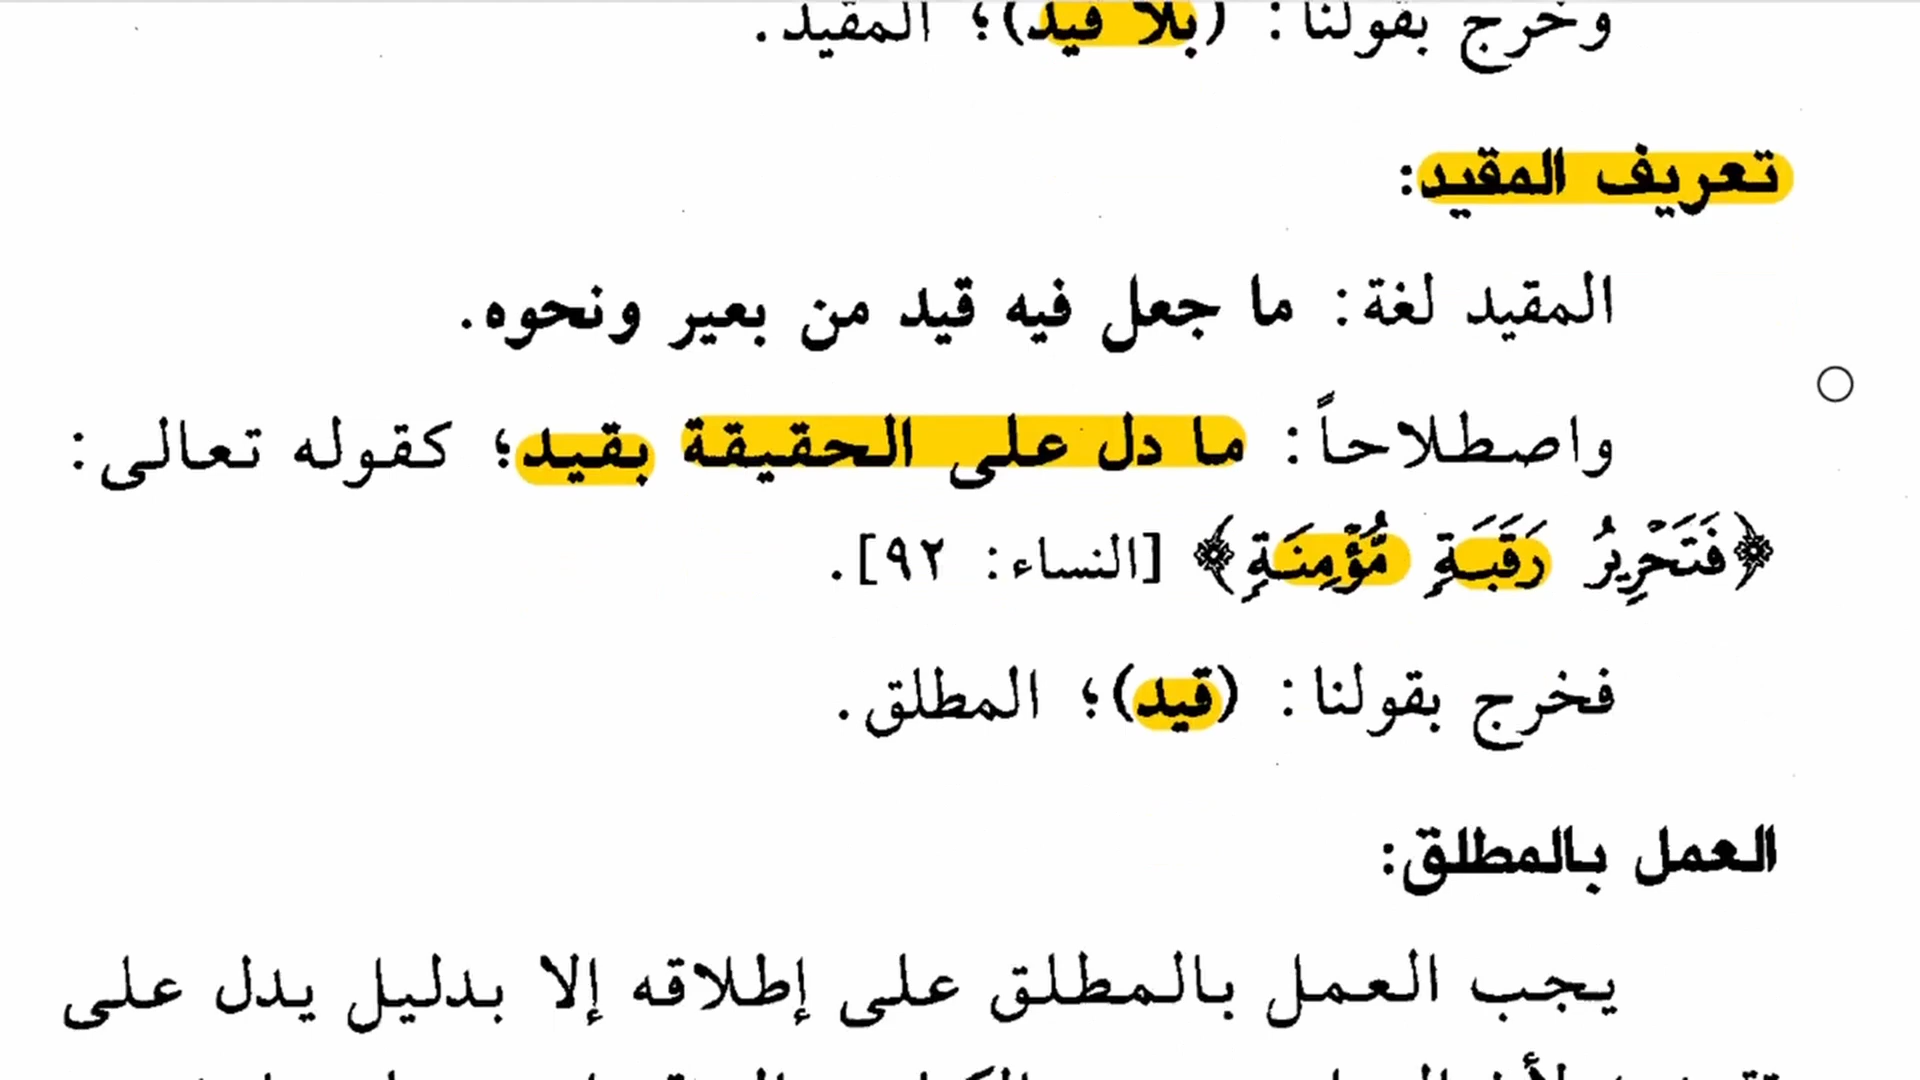 وخرج بقولنا: (بلا قيد)؛ المقيد.
تعريف المقيد:
المقيد لغة: ما جعل فيه قيد من بعير ونحوه.
واصطلاحاً: ما دل على الحقيقة بقيد؛ كقوله تعالى:
﴿فَتَحْرِيرُ رَقَبَةٍ مُّؤْمِنَةٍ﴾ [النساء: ٩٢].
فخرج بقولنا: (قيد)؛ المطلق.
العمل بالمطلق:
يجب العمل بالمطلق على إطلاقه إلا بدليل يدل على